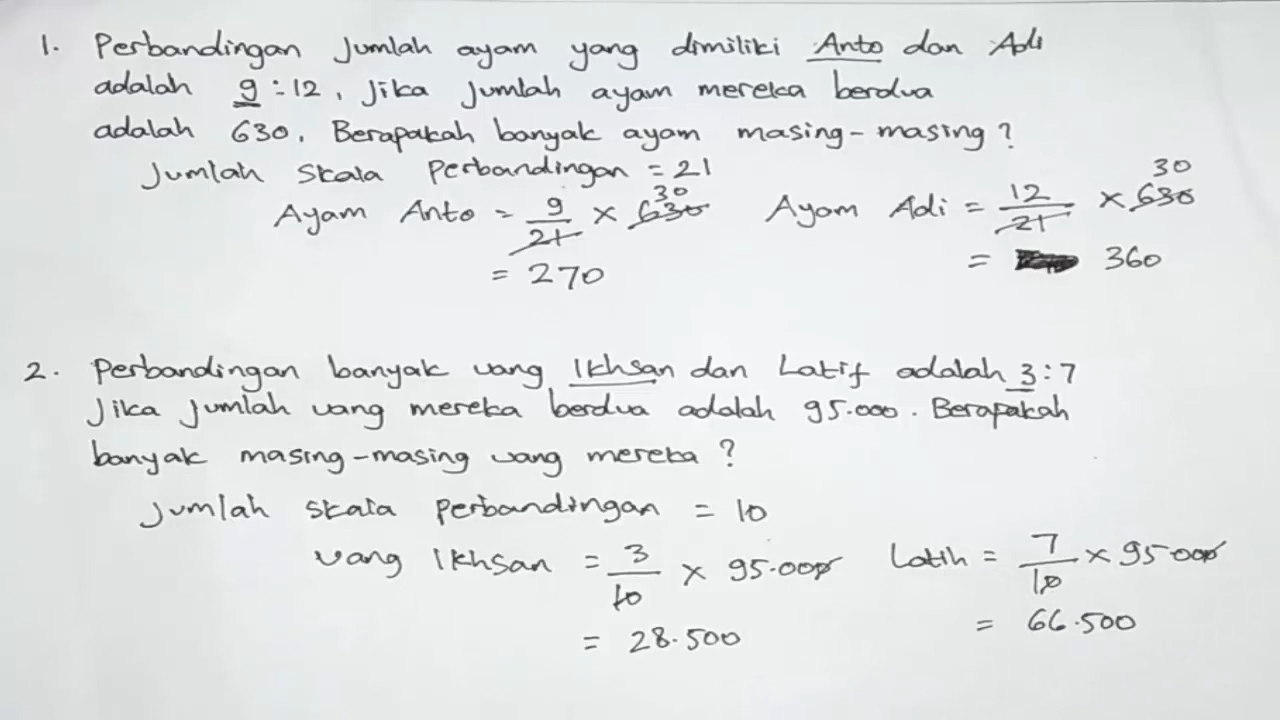 1. Perbandingan Jumlah ayam yang dimiliki Anto dan Adi
adalah 9:12, Jika jumlah ayam mereka berdua
adalah 630. Berapakah banyak ayam masing-masing?
Jumlah skala perbandingan = 21
Ayam Anto = 9/21 x 630 30
Ayam Adi = 12/21 x 630 30
= 270
= 360
2. Perbandingan banyak uang Ikhsan dan Latif adalah 3:7
Jika jumlah uang mereka berdua adalah 95.000. Berapakah
banyak masing-masing uang mereka?
Jumlah skala perbandingan = 10
uang Ikhsan = 3/10 x 95.000
Latih = 7/10 x 95.000
= 28.500
= 66.500